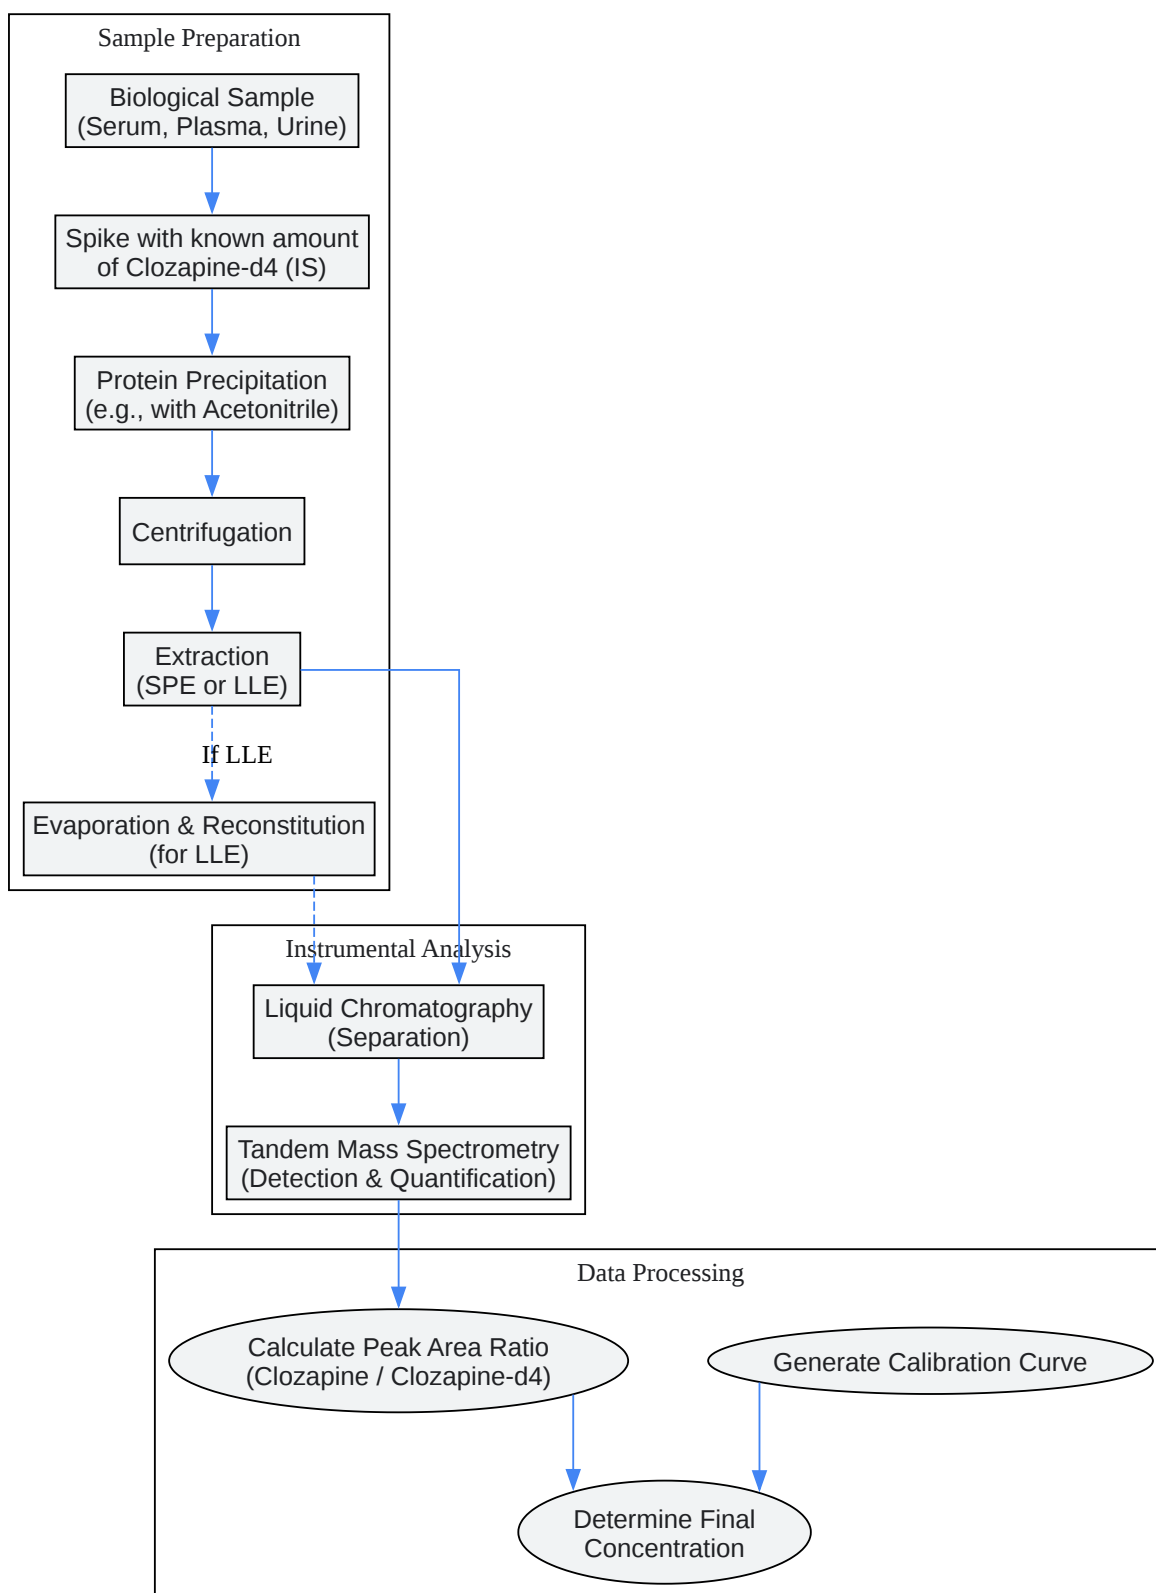 Sample Preparation
Biological Sample
(Serum, Plasma, Urine)
Spike with known amount
of Clozapine-d4 (IS)
Protein Precipitation
(e.g., with Acetonitrile)
Centrifugation
Extraction
(SPE or LLE)
If LLE
Evaporation & Reconstitution
(for LLE)
Instrumental Analysis
Liquid Chromatography
(Separation)
Tandem Mass Spectrometry
(Detection & Quantification)
Data Processing
Calculate Peak Area Ratio
(Clozapine / Clozapine-d4)
Generate Calibration Curve
Determine Final
Concentration